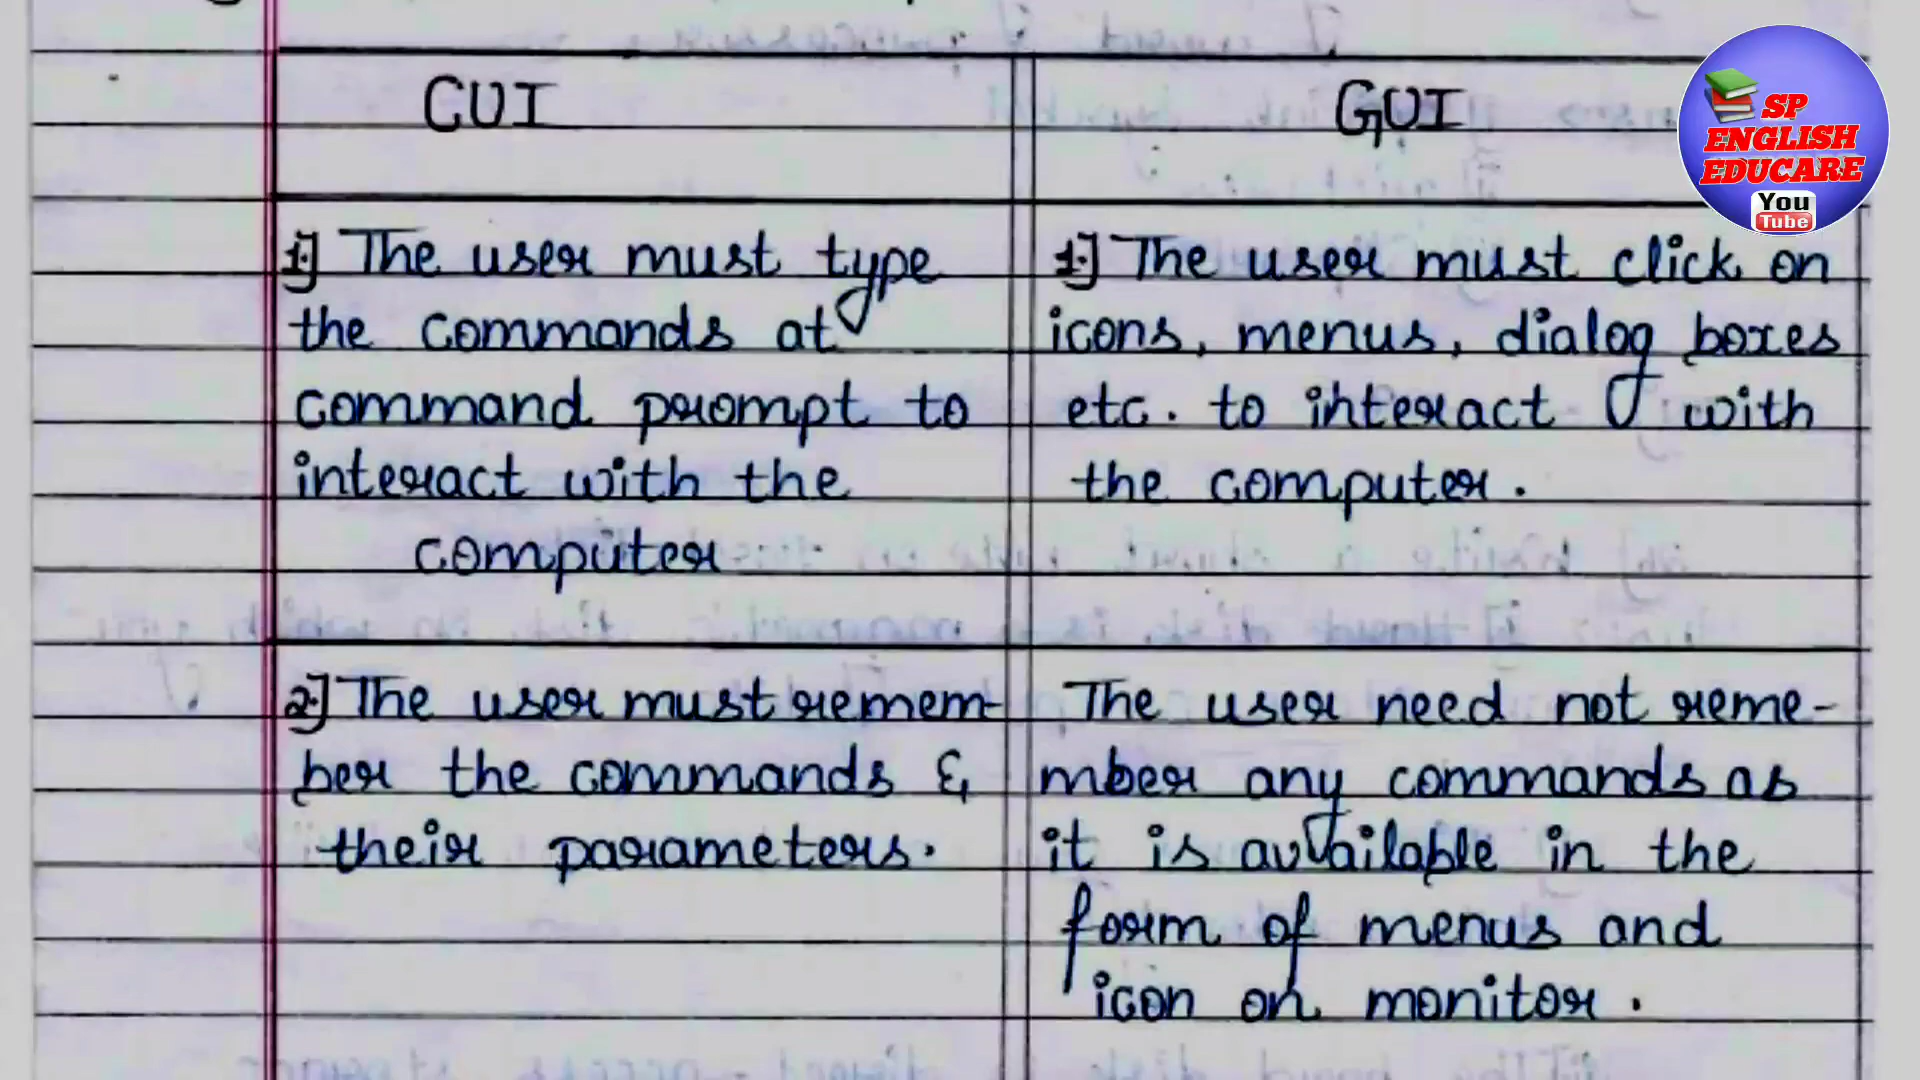 CUI
GUI
1.] The user must type
the commands at
command prompt to
interact with the
computer
1.] The user must click on
icons, menus, dialog boxes
etc. to interact with
the computer.
2.] The user must remem-
ber the commands &
their parameters.
The user need not reme-
mber any commands as
it is available in the
form of menus and
icon on monitor.
SP
ENGLISH
EDUCARE
You
Tube